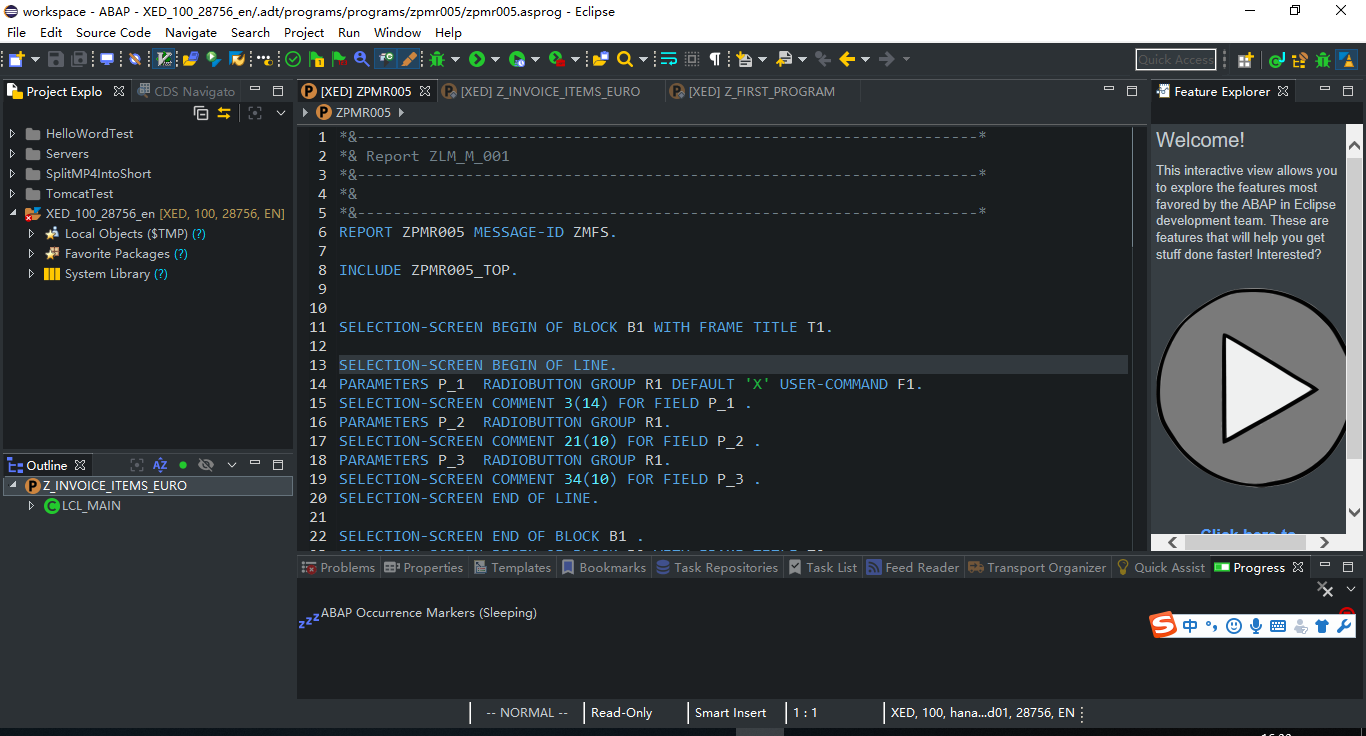 workspace - ABAP - XED_100_28756_en/.adt/programs/programs/zpmr005/zpmr005.asprog - Eclipse
File Edit Source Code Navigate Search Project Run Window Help
Quick Access
Project Explo
CDS Navigato
HelloWordTest
Servers
SplitMP4IntoShort
TomcatTest
XED_100_28756_en [XED, 100, 28756, EN]
Local Objects ($TMP) (?)
Favorite Packages (?)
System Library (?)
Outline
Z_INVOICE_ITEMS_EURO
LCL_MAIN
[XED] ZPMR005
[XED] Z_INVOICE_ITEMS_EURO
[XED] Z_FIRST_PROGRAM
ZPMR005
1 *&---------------------------------------------------------------------*
2 *& Report ZLM_M_001
3 *&---------------------------------------------------------------------*
4 *&
5 *&---------------------------------------------------------------------*
6 REPORT ZPMR005 MESSAGE-ID ZMFS.
7
8 INCLUDE ZPMR005_TOP.
9
10
11 SELECTION-SCREEN BEGIN OF BLOCK B1 WITH FRAME TITLE T1.
12
13 SELECTION-SCREEN BEGIN OF LINE.
14 PARAMETERS P_1  RADIOBUTTON GROUP R1 DEFAULT 'X' USER-COMMAND F1.
15 SELECTION-SCREEN COMMENT 3(14) FOR FIELD P_1 .
16 PARAMETERS P_2  RADIOBUTTON GROUP R1.
17 SELECTION-SCREEN COMMENT 21(10) FOR FIELD P_2 .
18 PARAMETERS P_3  RADIOBUTTON GROUP R1.
19 SELECTION-SCREEN COMMENT 34(10) FOR FIELD P_3 .
20 SELECTION-SCREEN END OF LINE.
21
22 SELECTION-SCREEN END OF BLOCK B1 .
Feature Explorer
Welcome!
This interactive view allows you
to explore the features most
favored by the ABAP in Eclipse
development team. These are
features that will help you get
stuff done faster! Interested?
Click here to
Problems
Properties
Templates
Bookmarks
Task Repositories
Task List
Feed Reader
Transport Organizer
Quick Assist
Progress
ABAP Occurrence Markers (Sleeping)
中
-- NORMAL --
Read-Only
Smart Insert
1 : 1
XED, 100, hana...d01, 28756, EN